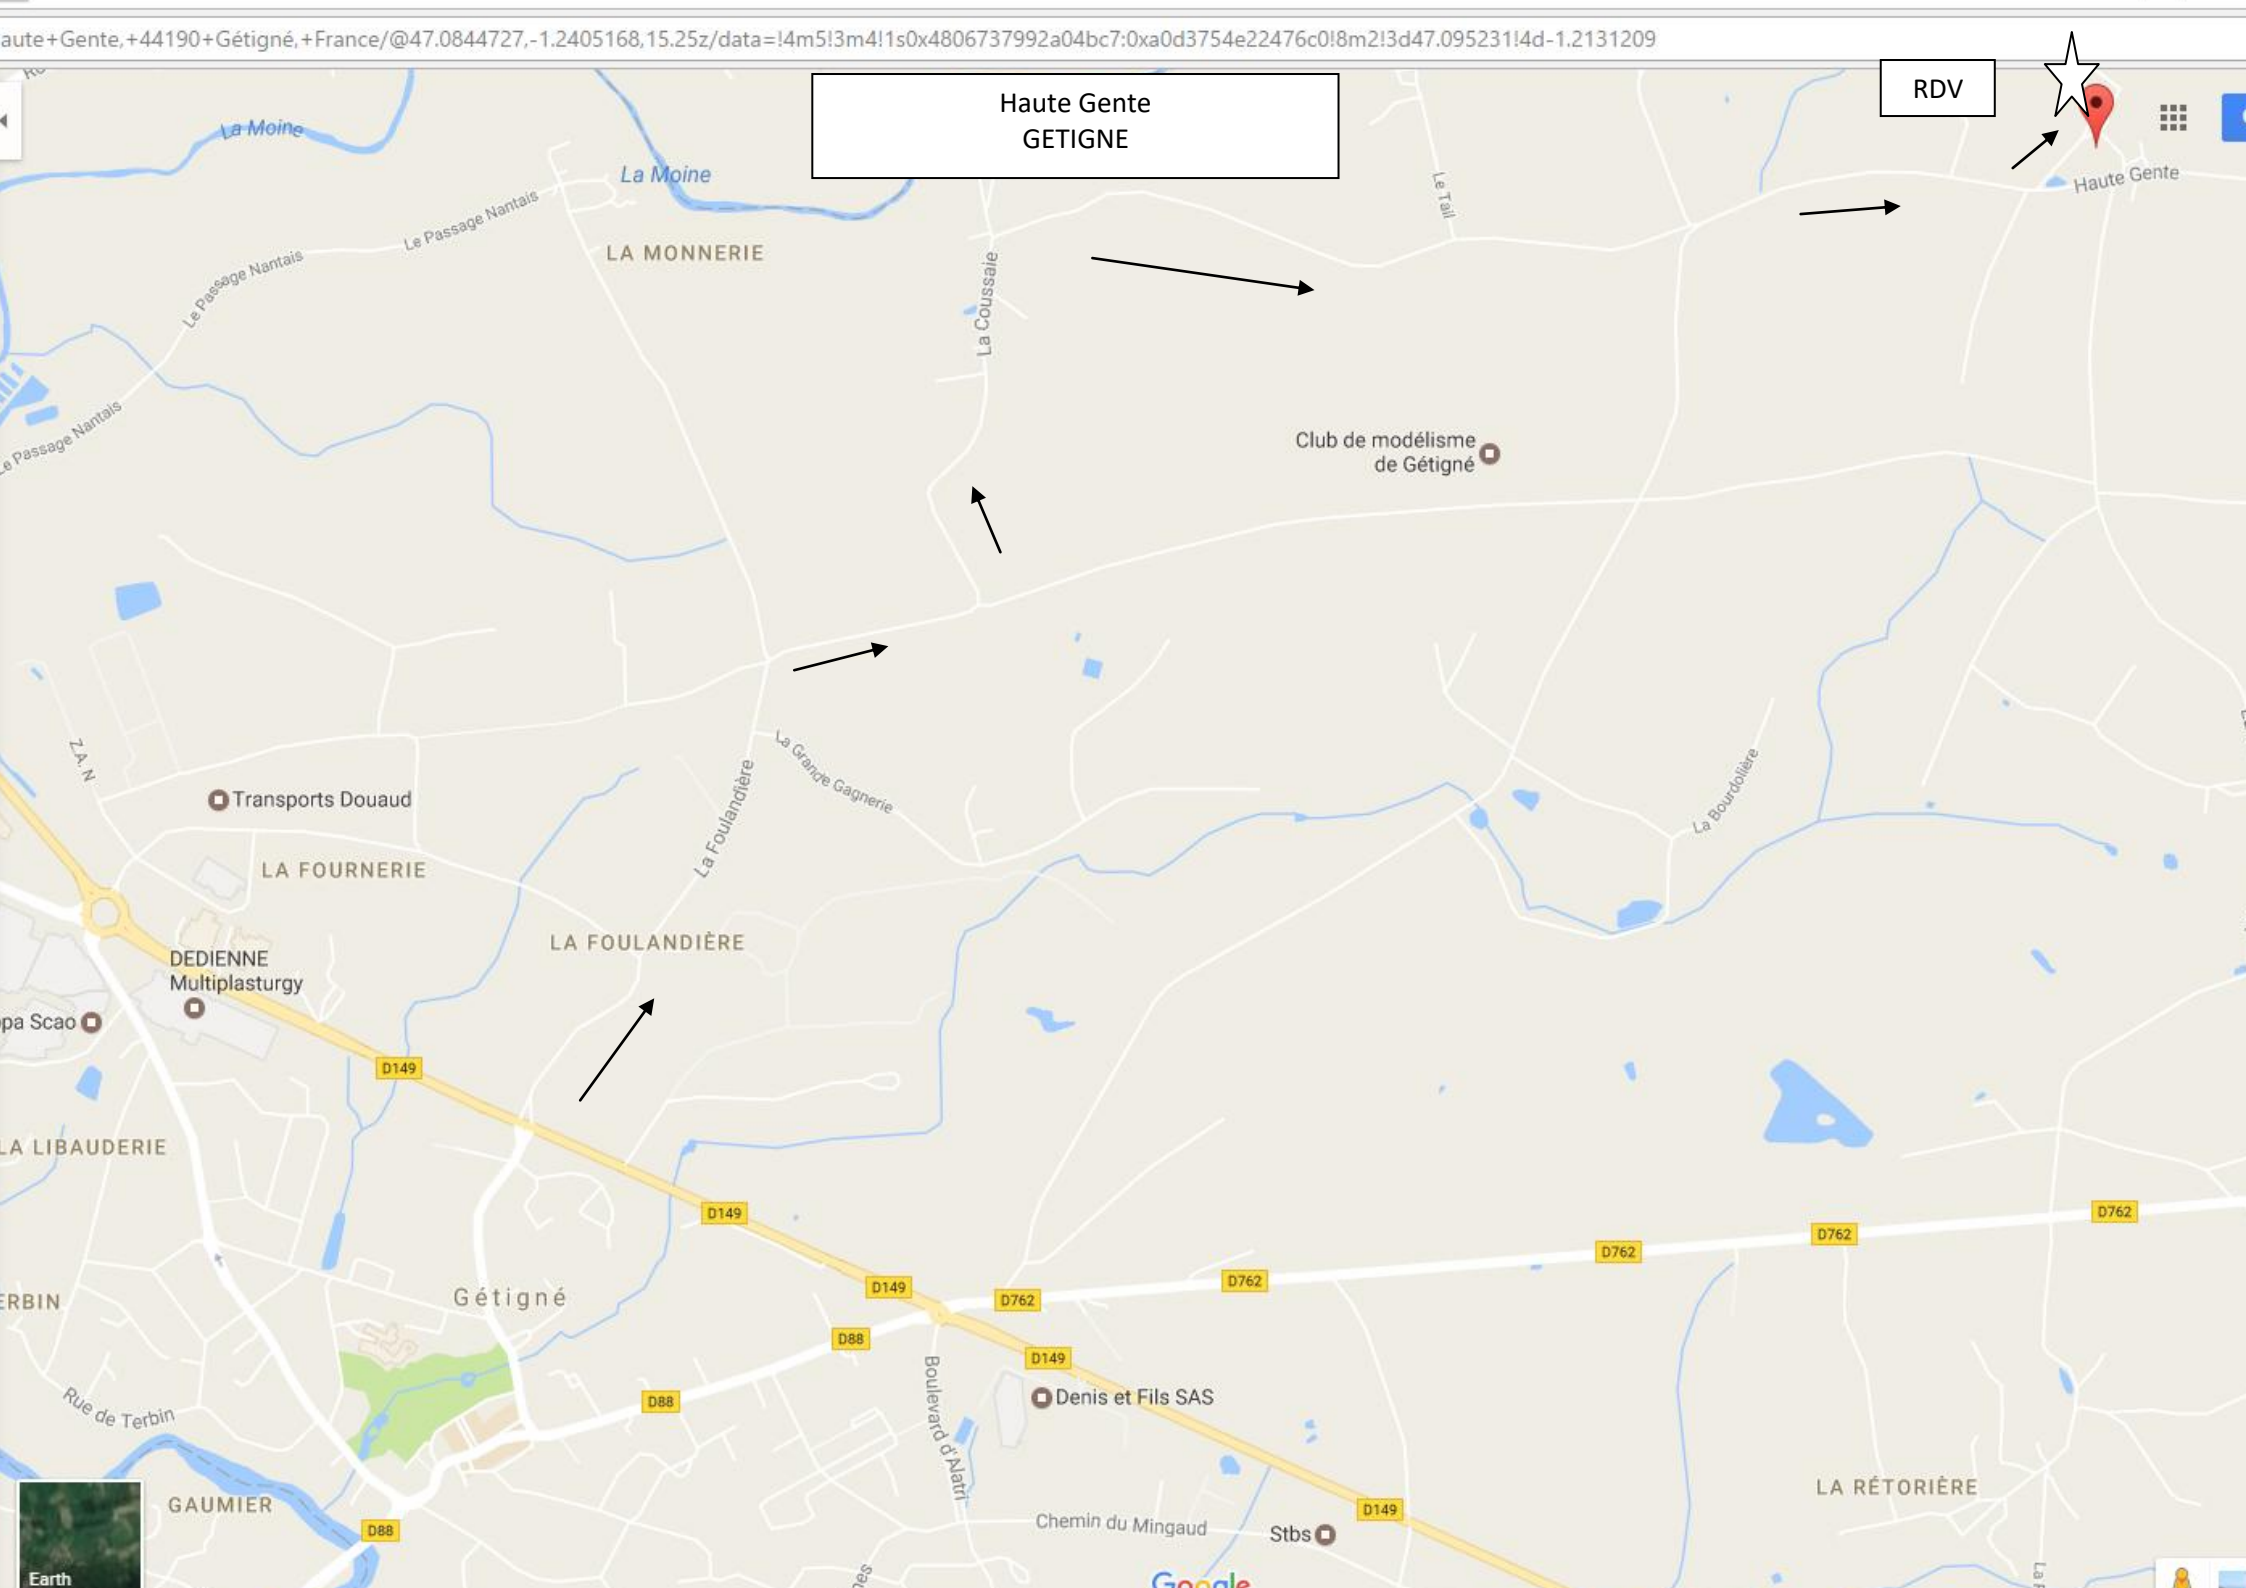 aute+Gente,+44190+Gétigné,+France/@47.0844727,-1.2405168,15.25z/data=!4m5!3m4!1s0x4806737992a04bc7:0xa0d3754e22476c0!8m2!3d47.095231!4d-1.2131209
Haute Gente
GETIGNE
RDV
La Moine
La Moine
Le Tail
Haute Gente
Le Passage Nantais
LA MONNERIE
Le Passage Nantais
La Coussaie
Le Passage Nantais
Club de modélisme
de Gétigné
Z.A. N
La Grande Gagnerie
La Foulandière
La Bourdolière
Transports Douaud
LA FOURNERIE
LA FOULANDIÈRE
DEDIENNE
Multiplasturgy
opa Scao
D149
LA LIBAUDERIE
D149
D762
D762
D762
D762
D149
D762
Gétigné
ERBIN
D88
D149
Boulevard d'Alatri
Denis et Fils SAS
D88
Rue de Terbin
LA RÉTORIÈRE
GAUMIER
D149
Chemin du Mingaud
Stbs
D88
Earth
Google